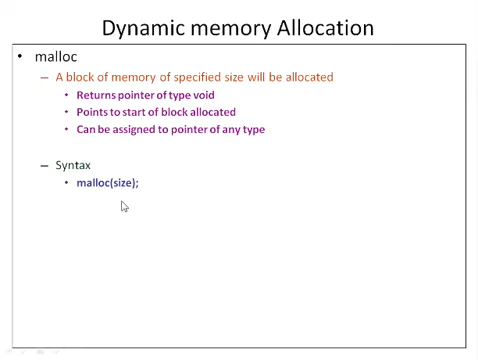 Dynamic memory Allocation
• malloc
– A block of memory of specified size will be allocated
• Returns pointer of type void
• Points to start of block allocated
• Can be assigned to pointer of any type
– Syntax
• malloc(size);